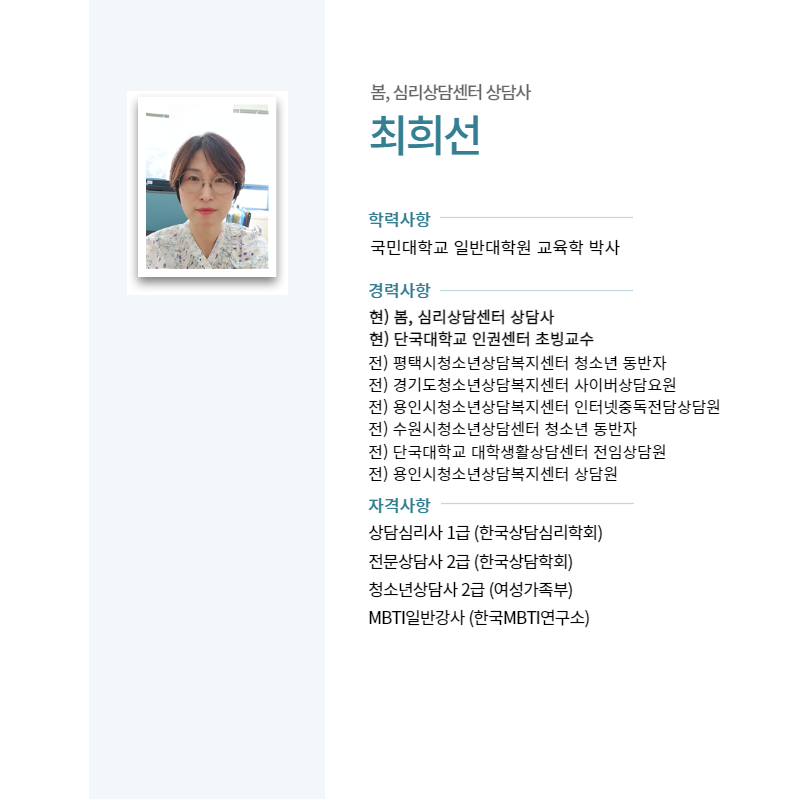 봄, 심리상담센터 상담사
최희선
학력사항
국민대학교 일반대학원 교육학 박사
경력사항
현) 봄, 심리상담센터 상담사
현) 단국대학교 인권센터 초빙교수
전) 평택시청소년상담복지센터 청소년 동반자
전) 경기도청소년상담복지센터 사이버상담요원
전) 용인시청소년상담복지센터 인터넷중독전담상담원
전) 수원시청소년상담센터 청소년 동반자
전) 단국대학교 대학생활상담센터 전임상담원
전) 용인시청소년상담복지센터 상담원
자격사항
상담심리사 1급 (한국상담심리학회)
전문상담사 2급 (한국상담학회)
청소년상담사 2급 (여성가족부)
MBTI일반강사 (한국MBTI연구소)